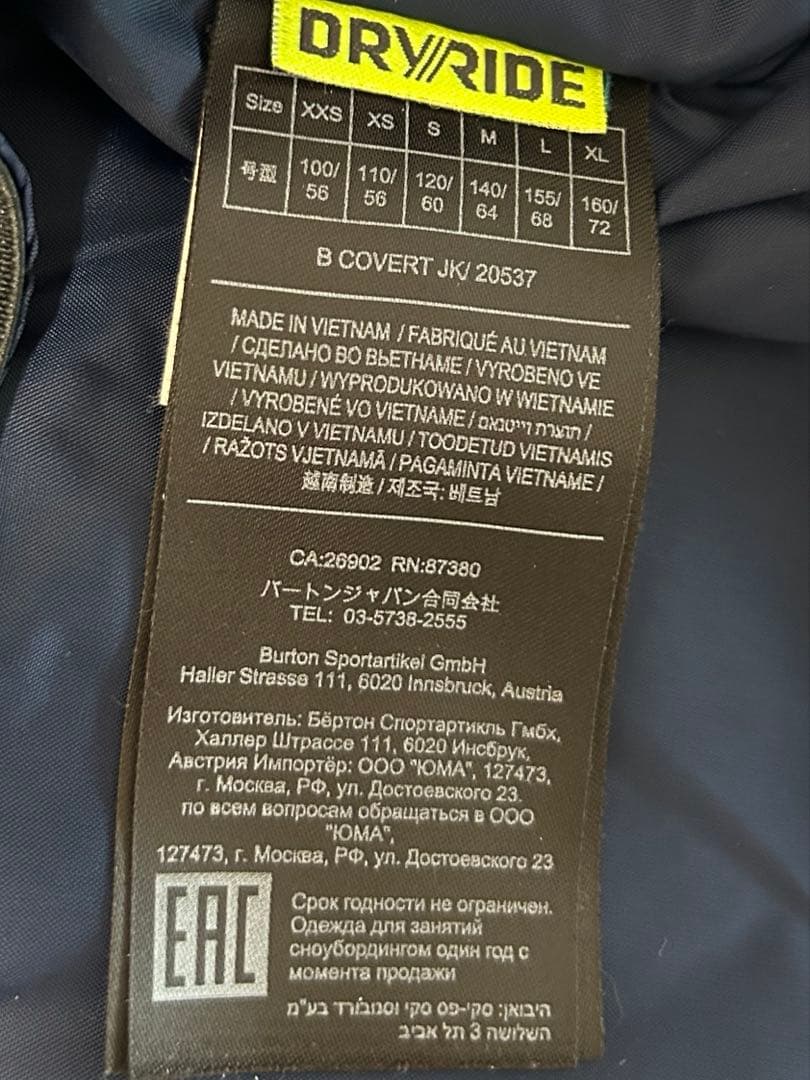 DRYRIDE
Size XXS XS S M L XL
号型 100/56 110/56 120/60 140/64 155/68 160/72
B COVERT JK/ 20537
MADE IN VIETNAM / FABRIQUÉ AU VIETNAM
/ СДЕЛАНО ВО ВЬЕТНАМЕ / VYROBENO VE
VIETNAMU / WYPRODUKOWANO W WIETNAMIE
/ VYROBENÉ VO VIETNAME / תוצרת וייטנאם /
IZDELANO V VIETNAMU / TOODETUD VIETNAMIS
/ RAŽOTS VJETNAMĀ / PAGAMINTA VIETNAME /
越南制造 / 제조국: 베트남
CA:26902 RN:87380
バートンジャパン合同会社
TEL: 03-5738-2555
Burton Sportartikel GmbH
Haller Strasse 111, 6020 Innsbruck, Austria
Изготовитель: Бёртон Спортартикль Гмбх,
Халлер Штрассе 111, 6020 Инсбрук,
Австрия Импортёр: ООО "ЮМА", 127473,
г. Москва, РФ, ул. Достоевского 23.
по всем вопросам обращаться в ООО
"ЮМА",
127473, г. Москва, РФ, ул. Достоевского 23
EAC
Срок годности не ограничен.
Одежда для занятий
сноубордингом один год с
момента продажи
היבואן: סקי-פס סקי וסנובורד בע"מ
השלושה 3 תל אביב